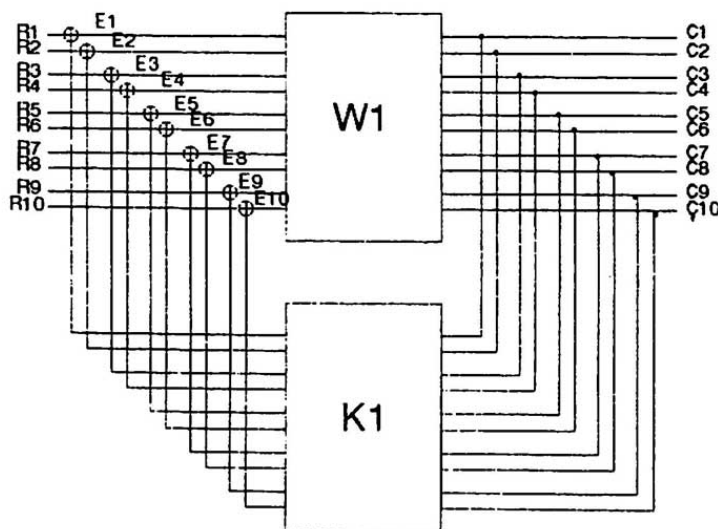 R1 E1 C1
R2 E2 C2
R3 E3 C3
R4 E4 C4
R5 E5 C5
R6 E6 C6
W1
R7 E7 C7
R8 E8 C8
R9 E9 C9
R10 E10 C10
K1